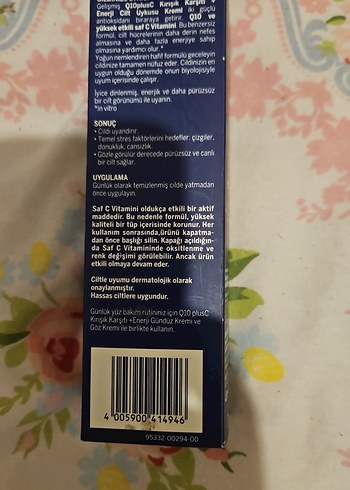 Gelişmiş Q10plusC Kırışık Karşıtı +
Enerji Cilt Uykusu Kremi iki güçlü
antioksidanı biraraya getirir. Q10 ve
yüksek etkili saf C Vitamini. Bu benzersiz
formül, cilt hücrelerinin daha derin nefes
almasına ve daha fazla enerjiye sahip
olmasına yardımcı olur.*
Yoğun nemlendiren hafif formülü geceleyin
cildinize tamamen nüfuz eder. Cildinizin en
uygun olduğu dönemde onun biyolojisiyle
uyum içerisinde çalışır.
İyice dinlenmiş, enerjik ve daha pürüzsüz
bir cilt görünümü ile uyanın.
*in vitro
SONUÇ
• Cildi uyandırır.
• Temel stres faktörlerini hedefler: çizgiler,
donukluk, cansızlık.
• Gözle görülür derecede pürüzsüz ve canlı
bir cilt sağlar.
UYGULAMA
Günlük olarak temizlenmiş cilde yatmadan
önce uygulayın.
Saf C Vitamini oldukça etkili bir aktif
maddedir. Bu nedenle formül, yüksek
kaliteli bir tüp içerisinde korunur. Her
kullanım sonrasında,ürünü kapatma-
dan önce başlığı silin. Kapağı açıldığın-
da Saf C Vitamininde oksitlenme ve
renk değişimi görülebilir. Ancak ürün
etkili olmaya devam eder.
Ciltle uyumu dermatolojik olarak
onaylanmıştır.
Hassas ciltlere uygundur.
Günlük yüz bakım rutininiz için Q10 plusC
Kırışık Karşıtı +Enerji Gündüz Kremi ve
Göz Kremi ile birlikte kullanın.
4 005900 414946
95332-00294-00